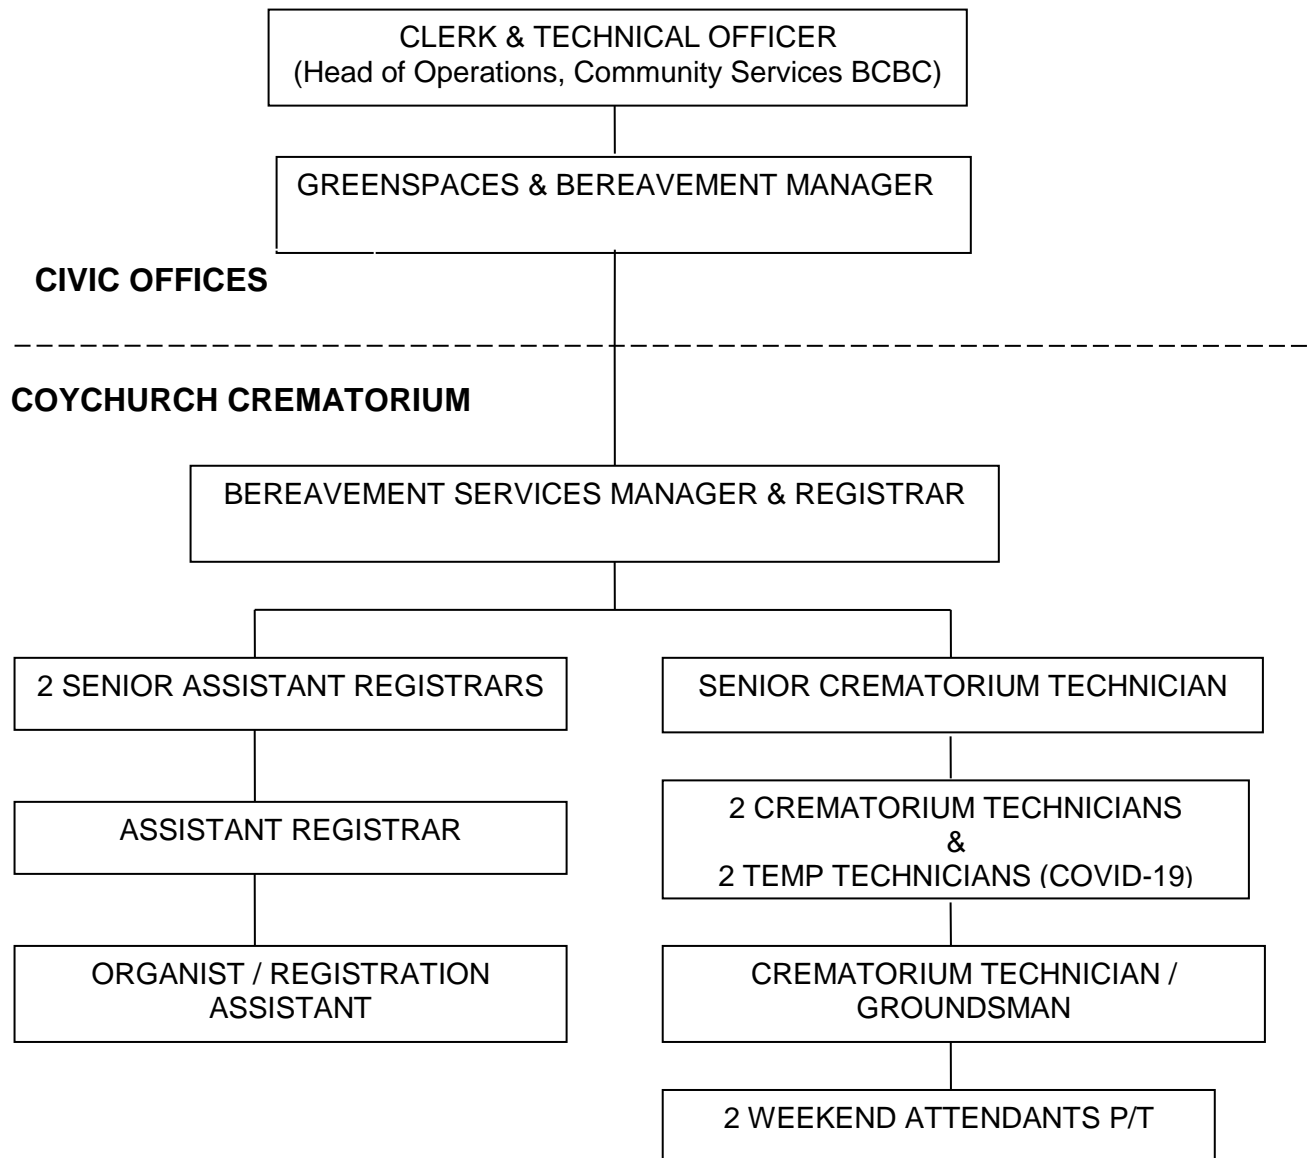 CLERK & TECHNICAL OFFICER
(Head of Operations, Community Services BCBC)
GREENSPACES & BEREAVEMENT MANAGER
CIVIC OFFICES
COYCHURCH CREMATORIUM
BEREAVEMENT SERVICES MANAGER & REGISTRAR
2 SENIOR ASSISTANT REGISTRARS
SENIOR CREMATORIUM TECHNICIAN
ASSISTANT REGISTRAR
2 CREMATORIUM TECHNICIANS
&
2 TEMP TECHNICIANS (COVID-19)
ORGANIST / REGISTRATION
ASSISTANT
CREMATORIUM TECHNICIAN /
GROUNDSMAN
2 WEEKEND ATTENDANTS P/T